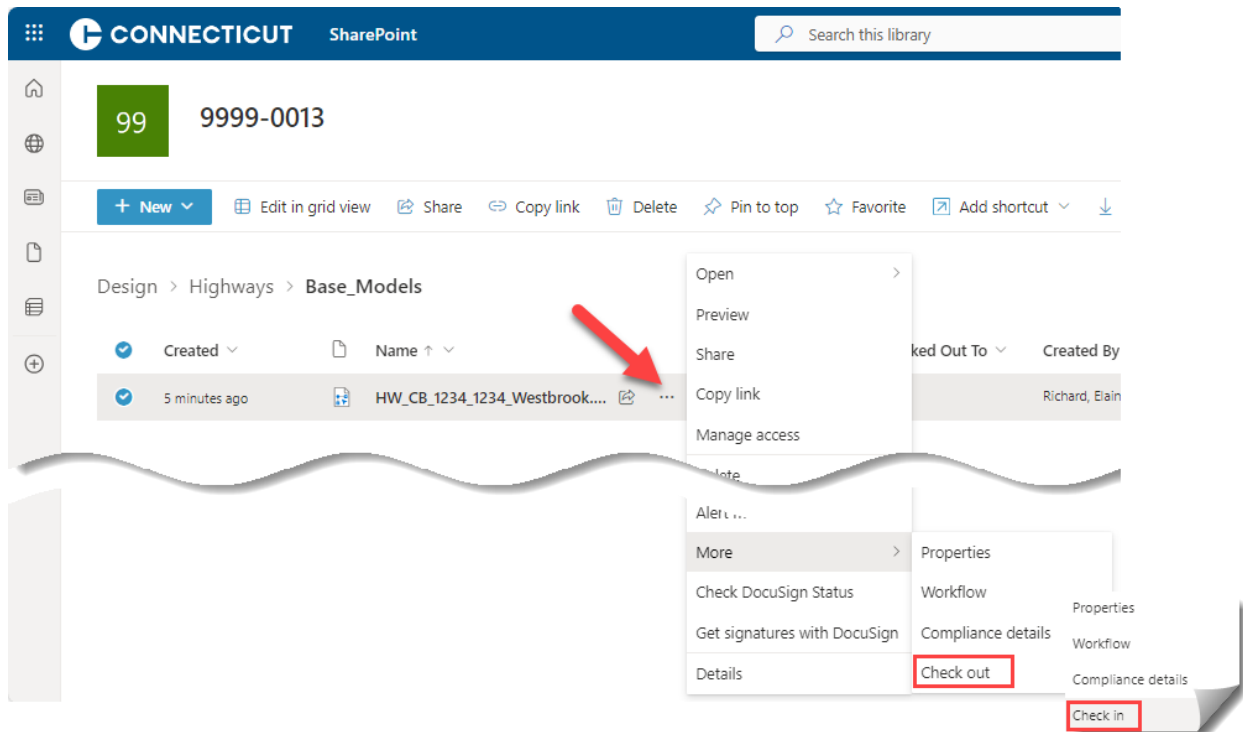 CONNECTICUT SharePoint Search this library
99 9999-0013
+ New Edit in grid view Share Copy link Delete Pin to top Favorite Add shortcut
Design > Highways > Base_Models
Created Name Out To Created By
5 minutes ago HW_CB_1234_1234_Westbrook.... Richard,
Open
Preview
Share
Copy link
Manage access
More
Check DocuSign Status
Get signatures with DocuSign
Details
Properties
Workflow
Compliance details
Check out
Properties
Workflow
Compliance details
Check in